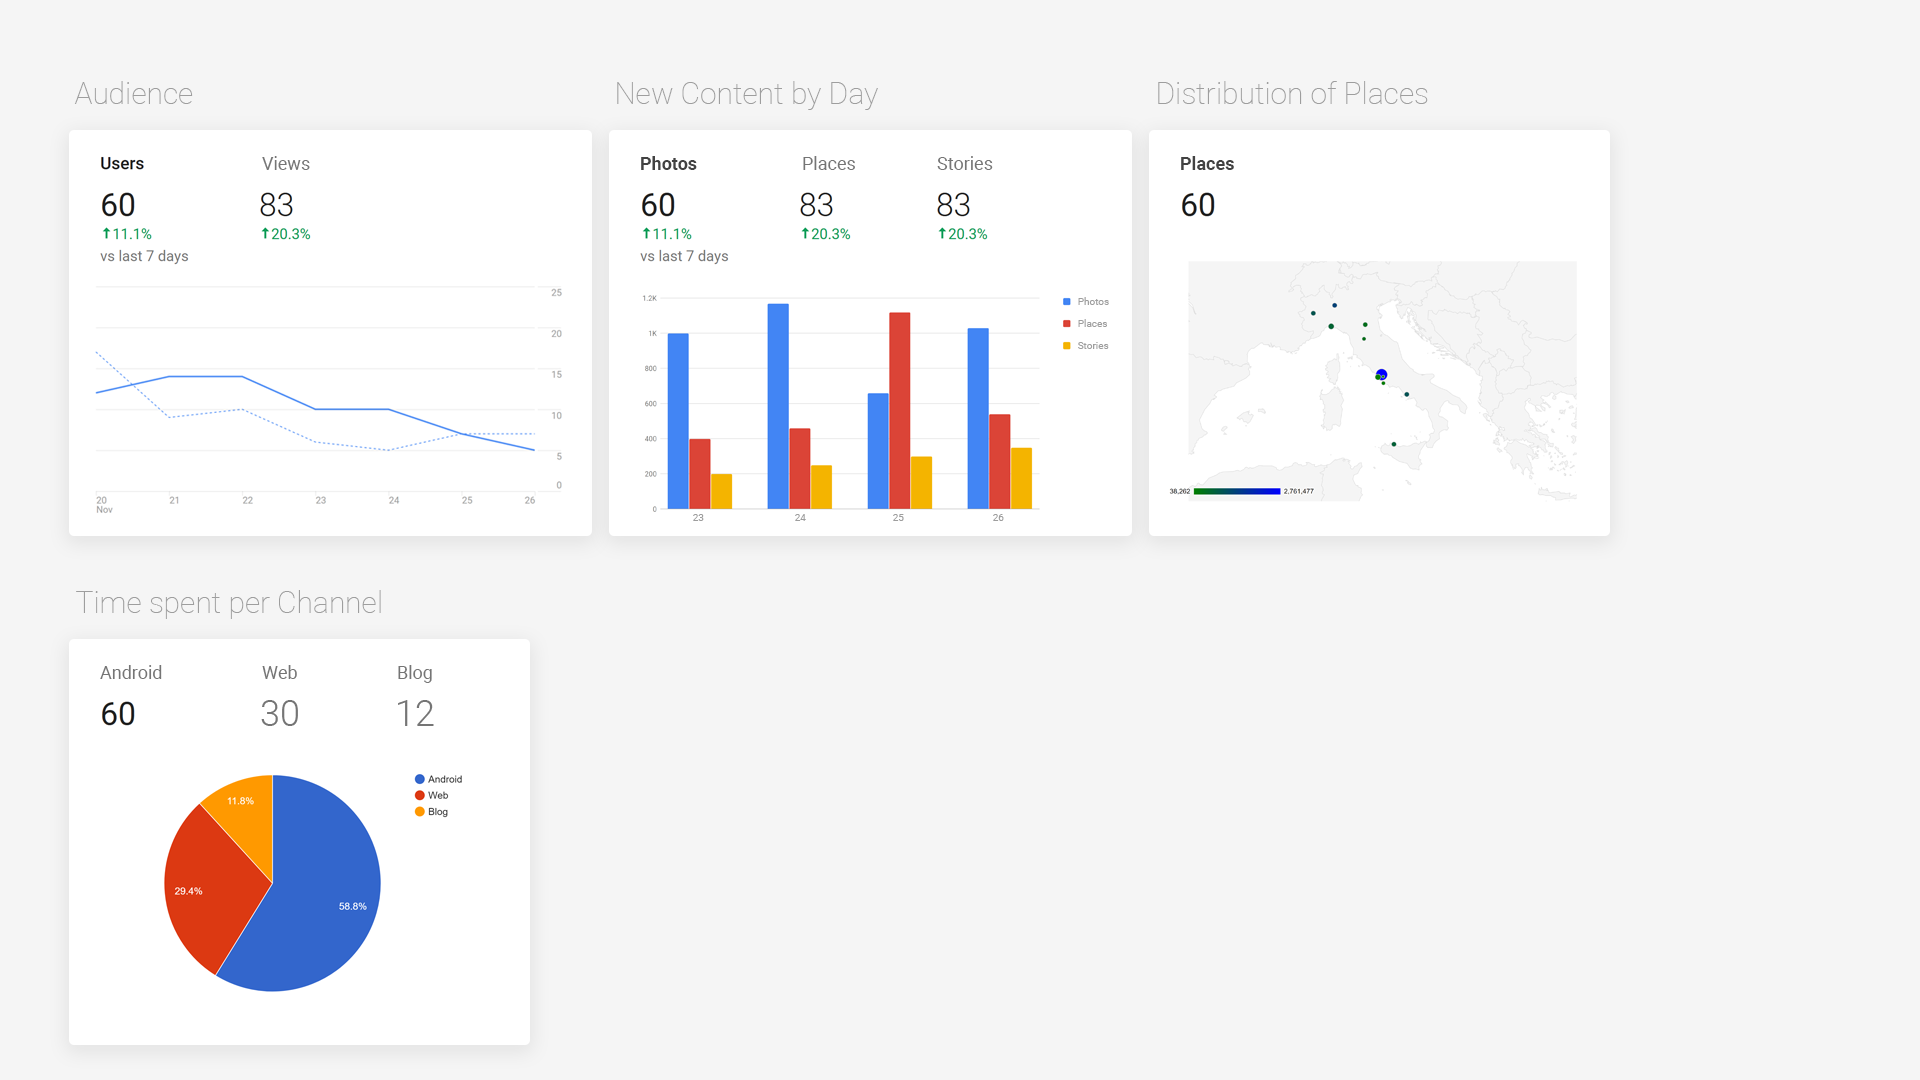 Audience
New Content by Day
Distribution of Places
Users Views
60 83
11.1% 20.3%
vs last 7 days
25
20
15
10
5
0
20 21 22 23 24 25 26
Nov
Photos Places Stories
60 83 83
11.1% 20.3% 20.3%
vs last 7 days
1.2K
1K
800
600
400
200
0
23 24 25 26
Photos
Places
Stories
Places
60
38,262 2,761,477
Time spent per Channel
Android Web Blog
60 30 12
Android
Web
Blog
11.8%
29.4%
58.8%